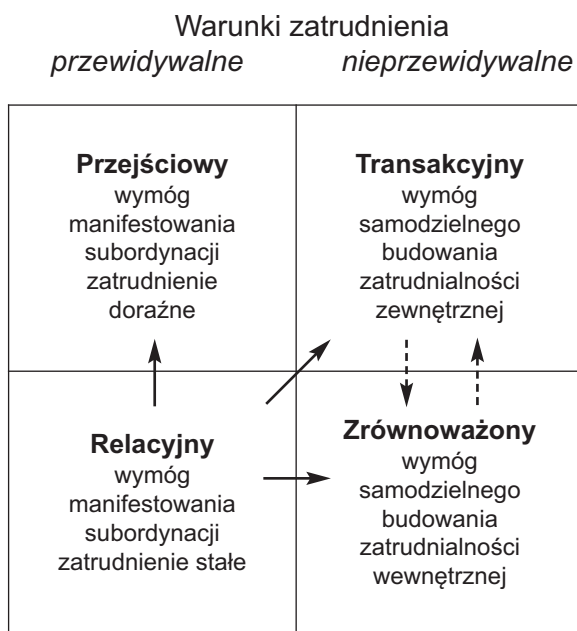 Warunki zatrudnienia
przewidywalne nieprzewidywalne
Przejściowy
wymóg
manifestowania
subordynacji
zatrudnienie
doraźne
Transakcyjny
wymóg
samodzielnego
budowania
zatrudnialności
zewnętrznej
Relacyjny
wymóg
manifestowania
subordynacji
zatrudnienie stałe
Zrównoważony
wymóg
samodzielnego
budowania
zatrudnialności
wewnętrznej